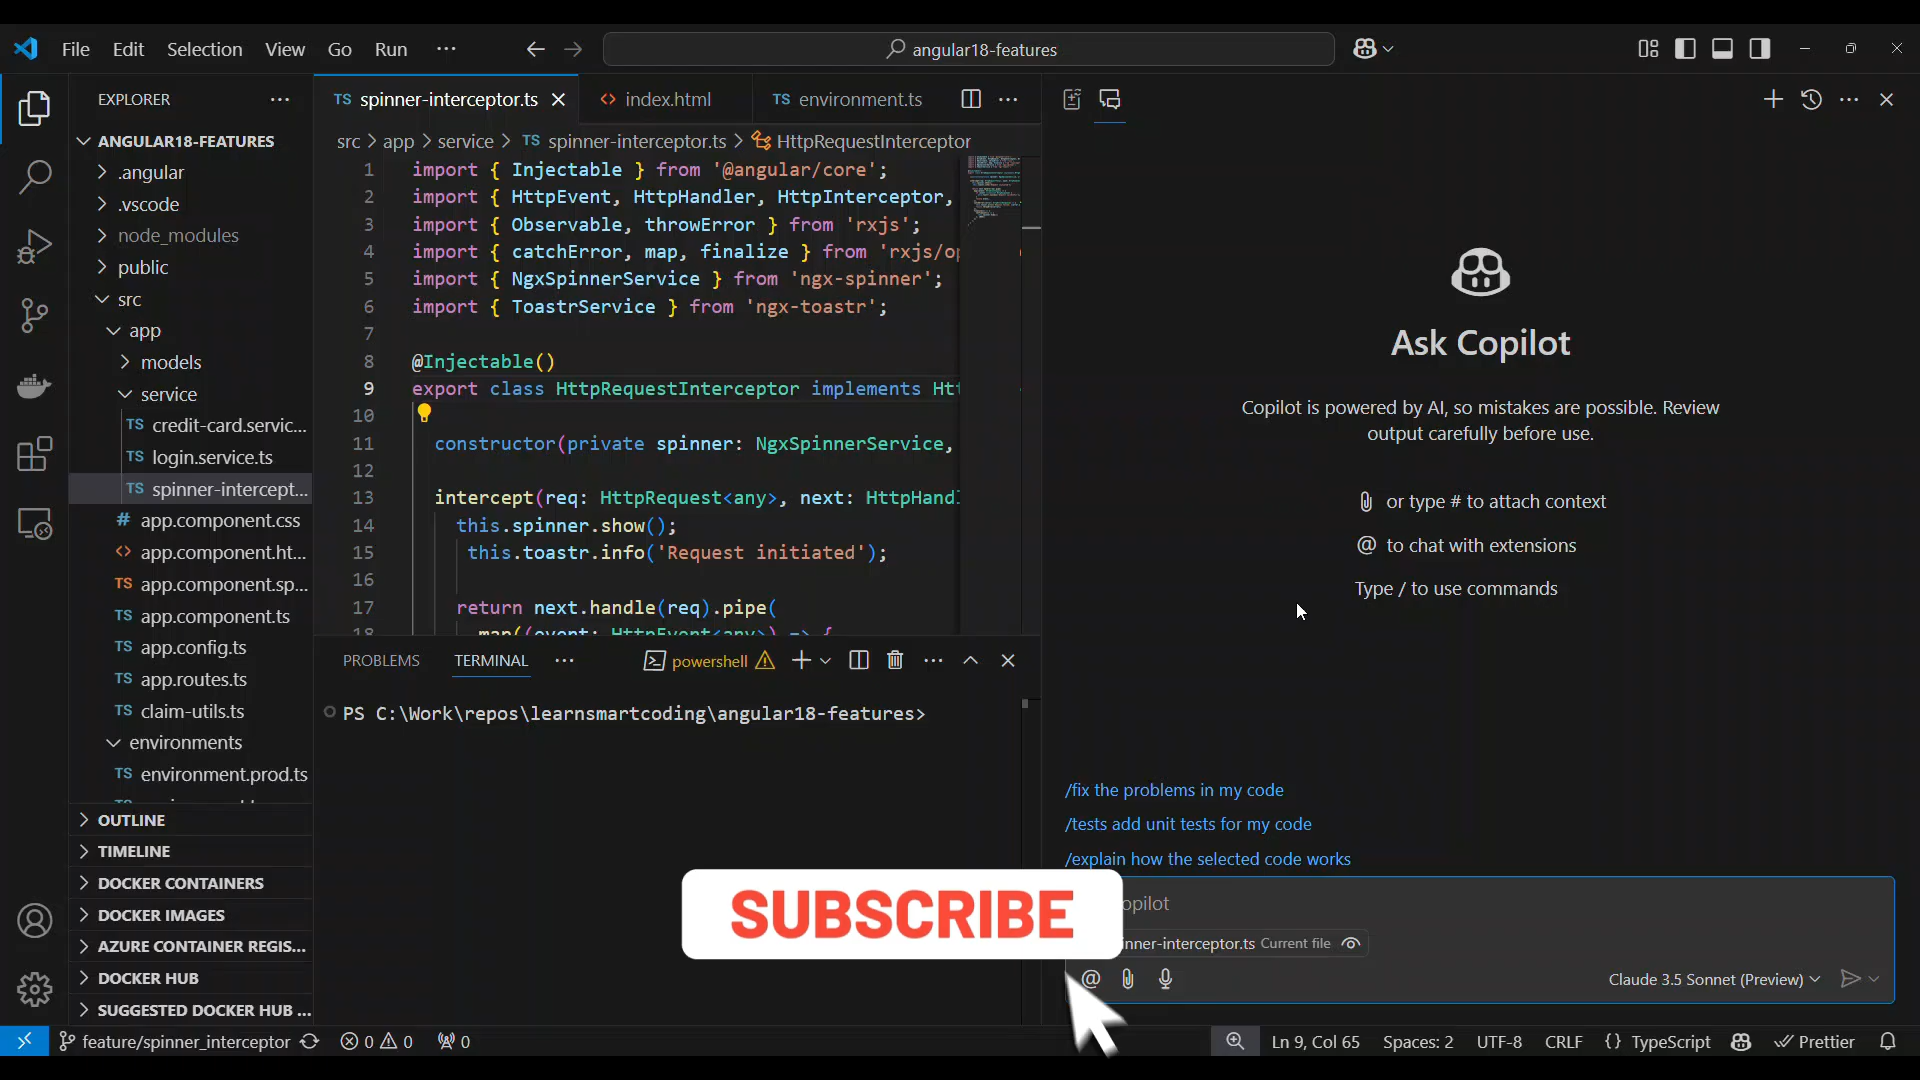 File Edit Selection View Go Run ···
angular18-features
EXPLORER ···
ANGULAR18-FEATURES
.angular
.vscode
node_modules
public
src
app
models
service
TS credit-card.servic...
TS login.service.ts
TS spinner-intercept...
# app.component.css
<> app.component.ht...
TS app.component.sp...
TS app.component.ts
TS app.config.ts
TS app.routes.ts
TS claim-utils.ts
environments
TS environment.prod.ts
OUTLINE
TIMELINE
DOCKER CONTAINERS
DOCKER IMAGES
AZURE CONTAINER REGIS...
DOCKER HUB
SUGGESTED DOCKER HUB ...
TS spinner-interceptor.ts <> index.html TS environment.ts
src > app > service > TS spinner-interceptor.ts > HttpRequestInterceptor
1 import { Injectable } from '@angular/core';
2 import { HttpEvent, HttpHandler, HttpInterceptor,
3 import { Observable, throwError } from 'rxjs';
4 import { catchError, map, finalize } from 'rxjs/op
5 import { NgxSpinnerService } from 'ngx-spinner';
6 import { ToastrService } from 'ngx-toastr';
7
8 @Injectable()
9 export class HttpRequestInterceptor implements Htt
10
11 constructor(private spinner: NgxSpinnerService,
12
13 intercept(req: HttpRequest<any>, next: HttpHandl
14 this.spinner.show();
15 this.toastr.info('Request initiated');
16
17 return next.handle(req).pipe(
18 map((event: HttpEvent<any>) => {
PROBLEMS TERMINAL ··· powershell
PS C:\Work\repos\learnsmartcoding\angular18-features>
Ask Copilot
Copilot is powered by AI, so mistakes are possible. Review
output carefully before use.
or type # to attach context
@ to chat with extensions
Type / to use commands
/fix the problems in my code
/tests add unit tests for my code
/explain how the selected code works
opilot
inner-interceptor.ts Current file
@ Claude 3.5 Sonnet (Preview)
SUBSCRIBE
feature/spinner_interceptor 0 0 0 Ln 9, Col 65 Spaces: 2 UTF-8 CRLF {} TypeScript Prettier